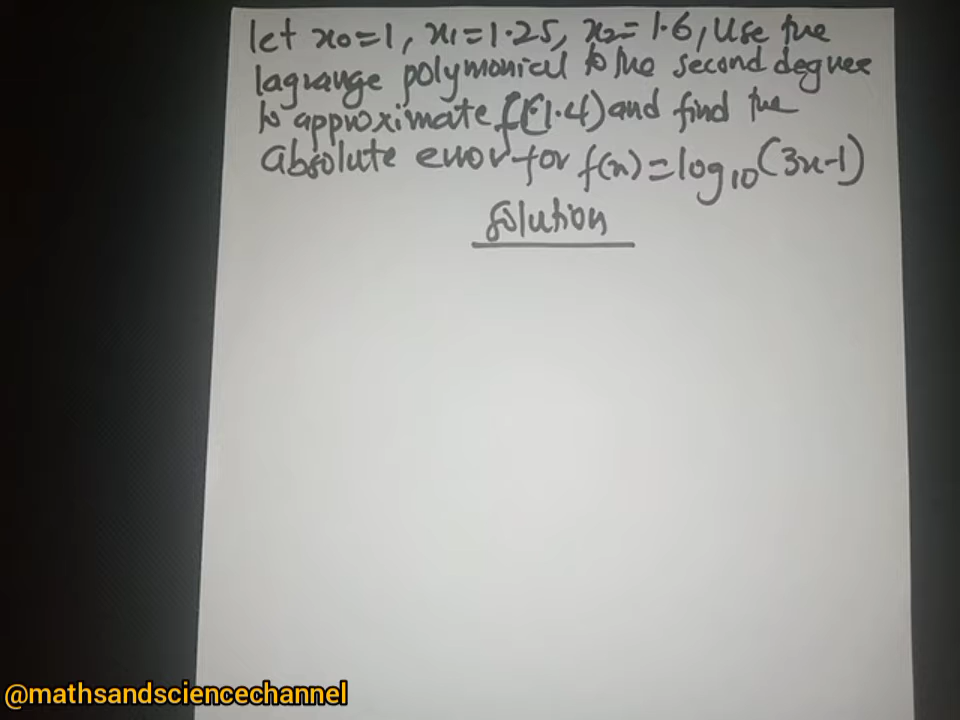 let x₀=1, x₁=1.25, x₂=1.6, Use the
lagrange polymonical to the second degree
to approximate f(1.4) and find the
absolute error for f(x)=log₁₀(3x-1)
Solution
@mathsandsciencechannel